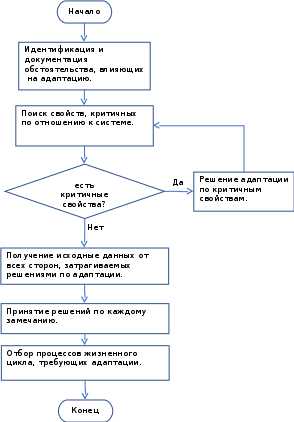 Начало
Идентификация и
документация
обстоятельства, влияющих
на адаптацию.
Поиск свойств, критичных
по отношению к системе.
есть
критичные
свойства?
Да
Решение адаптации
по критичным
свойствам.
Нет
Получение исходных данных от
всех сторон, затрагиваемых
решениями по адаптации.
Принятие решений по каждому
замечанию.
Отбор процессов жизненного
цикла, требующих адаптации.
Конец